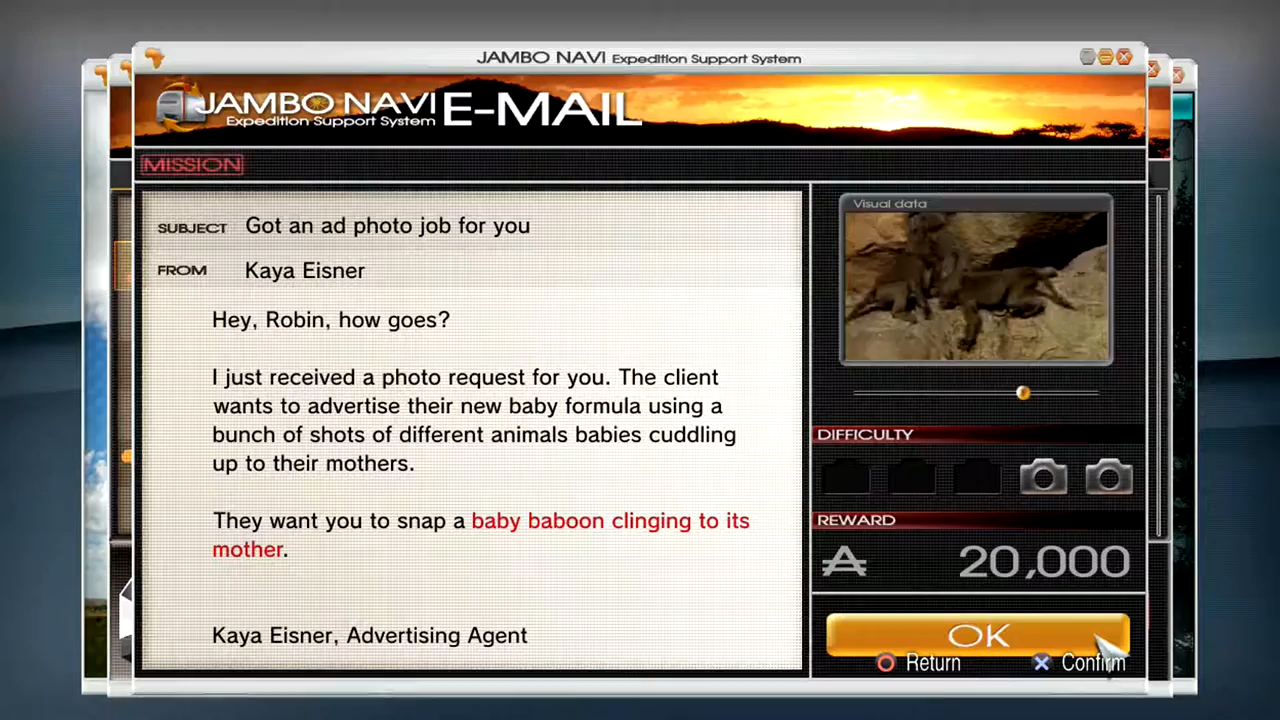 JAMBO NAVI Expedition Support System
JAMBO NAVI E-MAIL
Expedition Support System
MISSION
SUBJECT Got an ad photo job for you
FROM Kaya Eisner
Hey, Robin, how goes?
I just received a photo request for you. The client
wants to advertise their new baby formula using a
bunch of shots of different animals babies cuddling
up to their mothers.
They want you to snap a baby baboon clinging to its
mother.
Kaya Eisner, Advertising Agent
Visual data
DIFFICULTY
REWARD
20,000
OK
Return Confirm